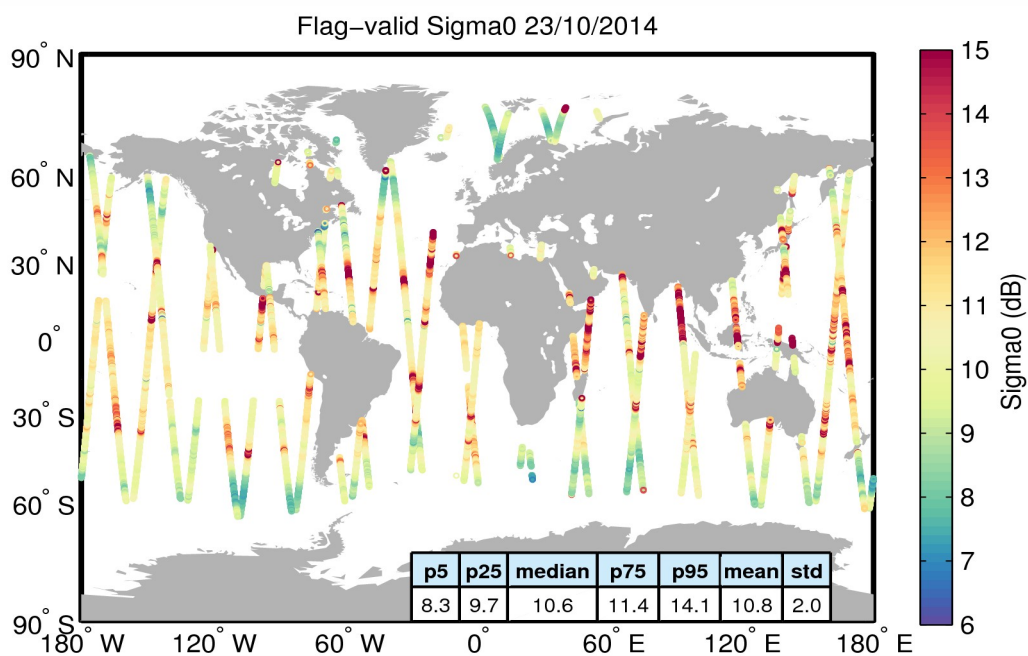 Flag−valid Sigma0 23/10/2014
90° N
60° N
30° N
0°
30° S
60° S
90° S
180° W 120° W 60° W 0° 60° E 120° E 180° E
15
14
13
12
11
10
9
8
7
6
Sigma0 (dB)
p5 p25 median p75 p95 mean std
8.3 9.7 10.6 11.4 14.1 10.8 2.0